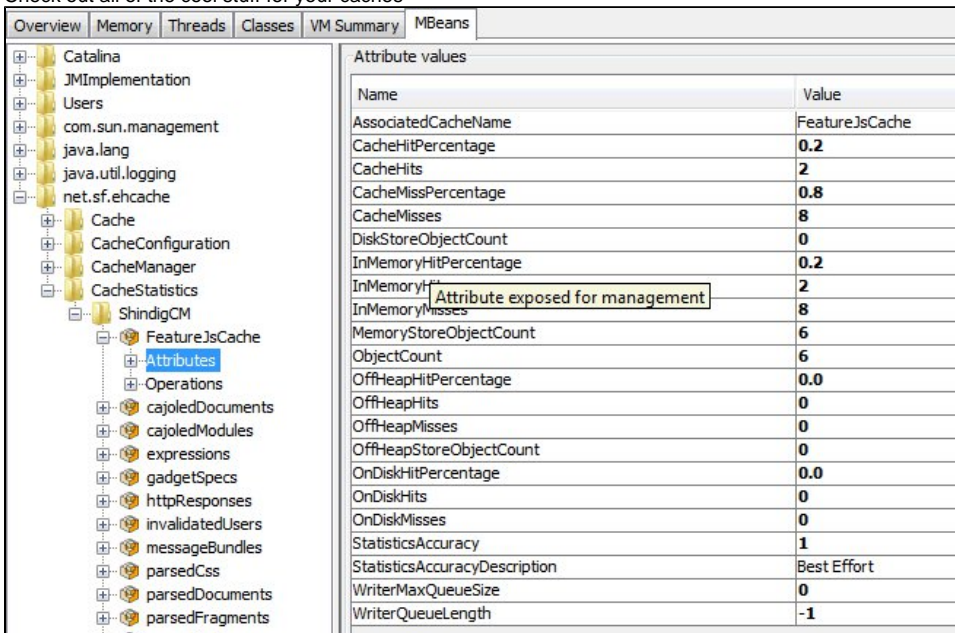 Check out all of the cool stuff for your caches
Overview Memory Threads Classes VM Summary MBeans
Catalina
JMImplementation
Users
com.sun.management
java.lang
java.util.logging
net.sf.ehcache
Cache
CacheConfiguration
CacheManager
CacheStatistics
ShindigCM
FeatureJsCache
Attributes
Operations
cajoledDocuments
cajoledModules
expressions
gadgetSpecs
httpResponses
invalidatedUsers
messageBundles
parsedCss
parsedDocuments
parsedFragments
Attribute values
Name Value
AssociatedCacheName FeatureJsCache
CacheHitPercentage 0.2
CacheHits 2
CacheMissPercentage 0.8
CacheMisses 8
DiskStoreObjectCount 0
InMemoryHitPercentage 0.2
2
Attribute exposed for management
InMemoryMisses 8
MemoryStoreObjectCount 6
ObjectCount 6
OffHeapHitPercentage 0.0
OffHeapHits 0
OffHeapMisses 0
OffHeapStoreObjectCount 0
OnDiskHitPercentage 0.0
OnDiskHits 0
OnDiskMisses 0
StatisticsAccuracy 1
StatisticsAccuracyDescription Best Effort
WriterMaxQueueSize 0
WriterQueueLength -1